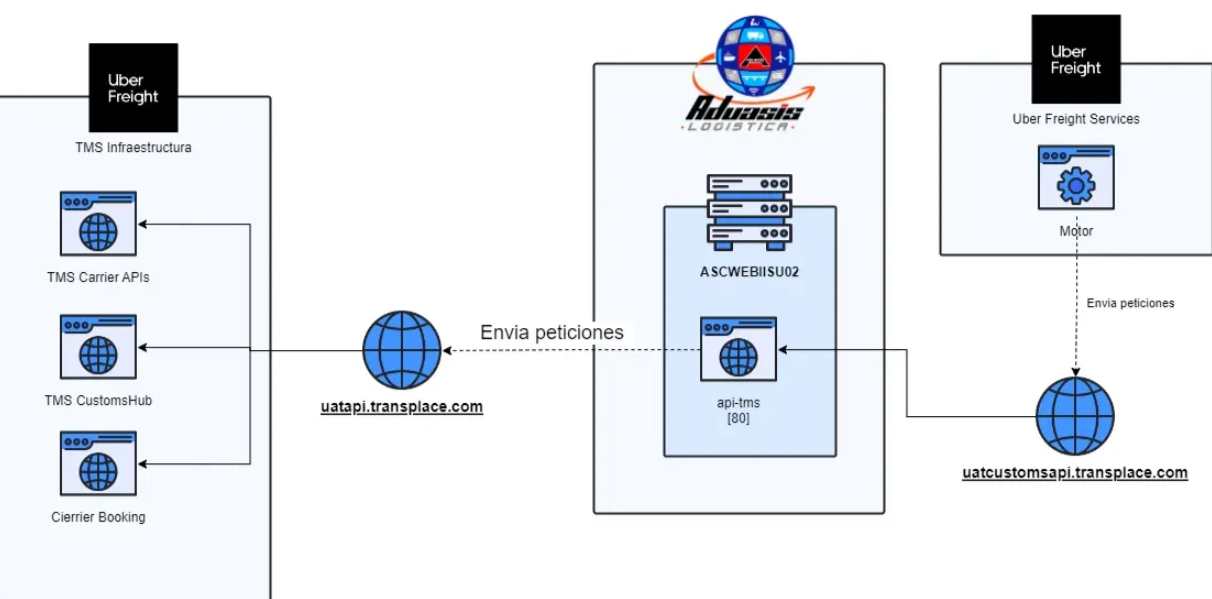 Uber
Freight
TMS Infraestructura
TMS Carrier APIs
TMS CustomsHub
Cierrier Booking
uatapi.transplace.com
Envia peticiones
Aduasis
LOGISTICA
ASCWEBIISU02
api-tms
[80]
Uber
Freight
Uber Freight Services
Motor
Envia peticiones
uatcustomsapi.transplace.com